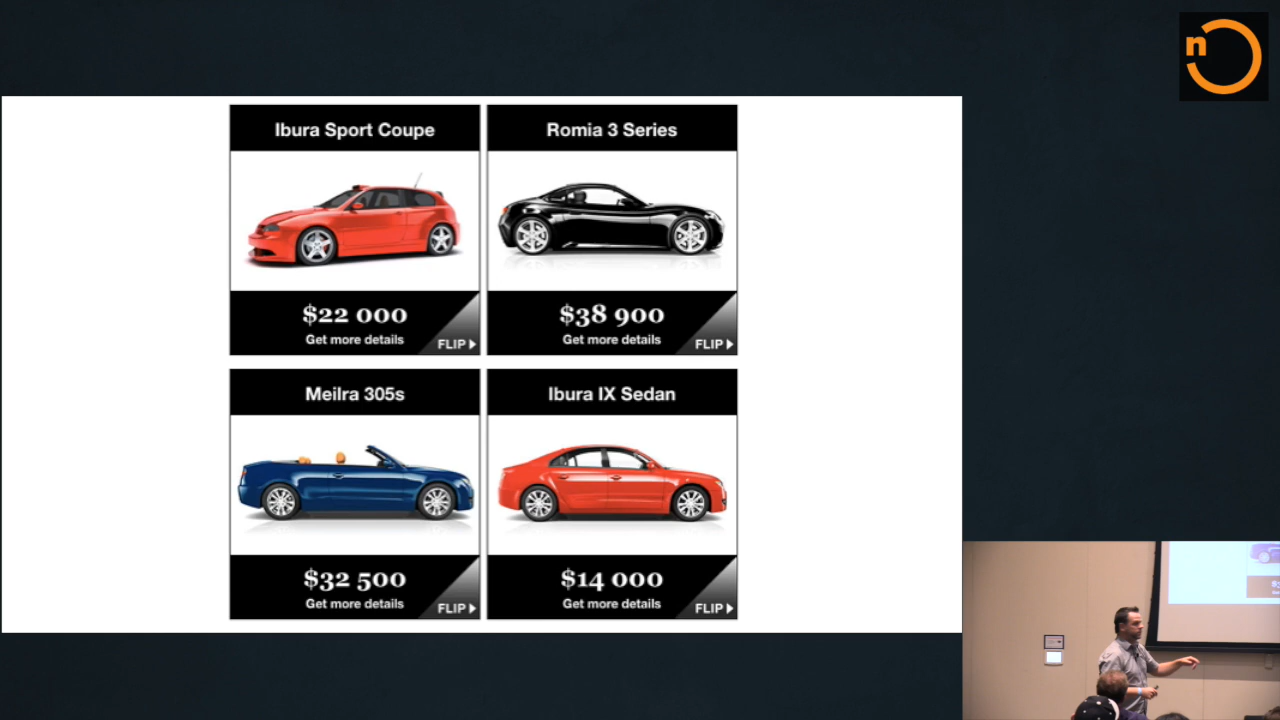 n
Ibura Sport Coupe
Romia 3 Series
$22 000
Get more details
FLIP
$38 900
Get more details
FLIP
Meilra 305s
Ibura IX Sedan
$32 500
Get more details
FLIP
$14 000
Get more details
FLIP